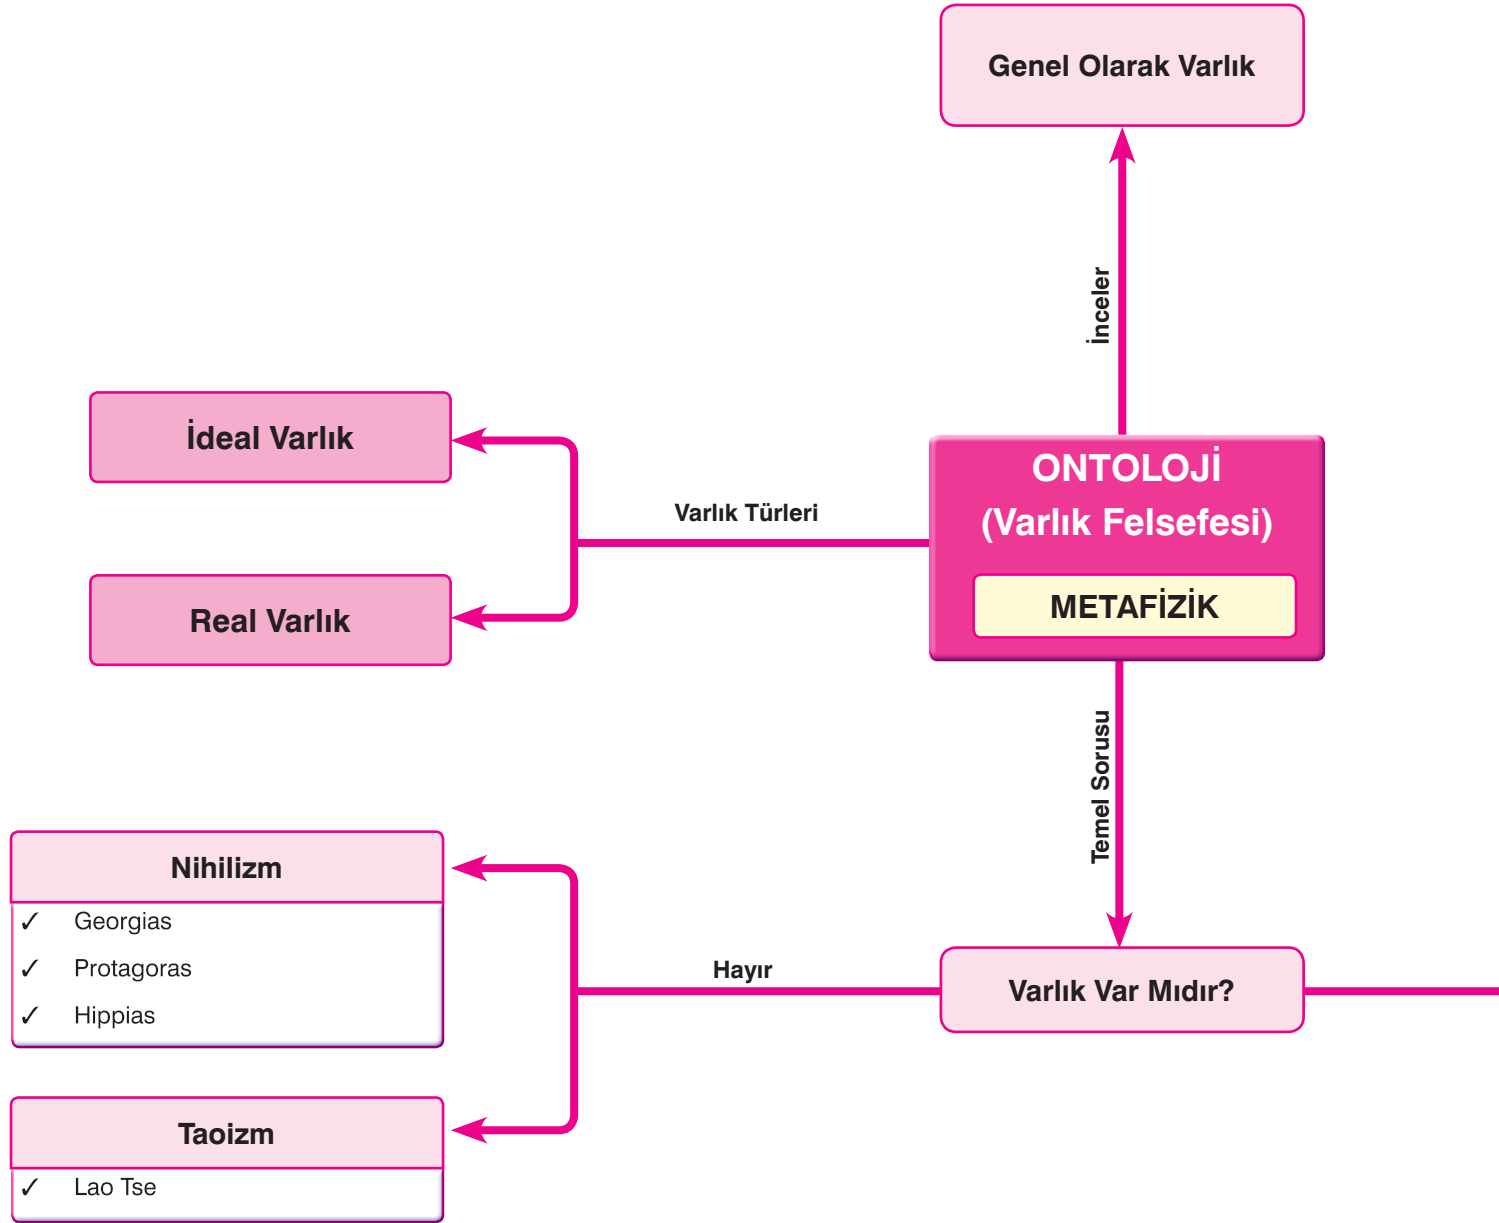 Genel Olarak Varlık
İnceler
İdeal Varlık
Real Varlık
Varlık Türleri
ONTOLOJİ
(Varlık Felsefesi)
METAFİZİK
Temel Sorusu
Varlık Var Mıdır?
Hayır
Nihilizm
✓ Georgias
✓ Protagoras
✓ Hippias
Taoizm
✓ Lao Tse